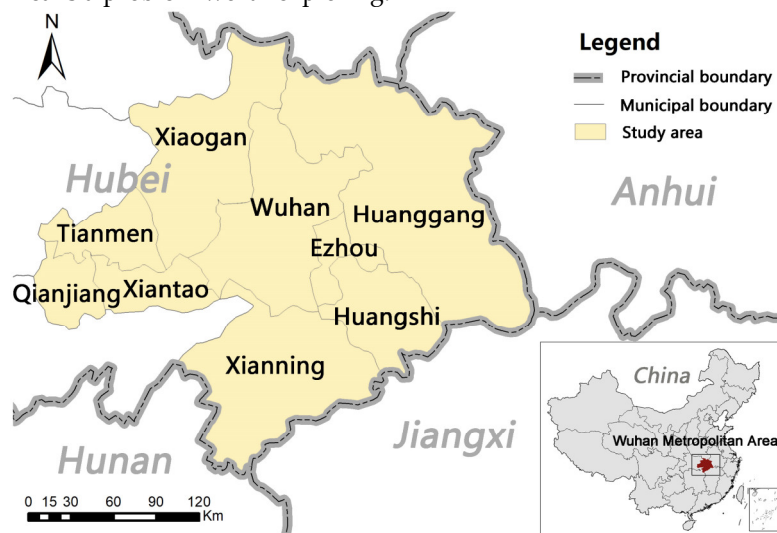 N
Legend
Provincial boundary
Municipal boundary
Study area
Xiaogan
Hubei
Anhui
Wuhan
Huanggang
Tianmen
Ezhou
Qianjiang
Xiantao
Huangshi
Xianning
China
Wuhan Metropolitan Area
Jiangxi
Hunan
0 15 30 60 90 120
Km